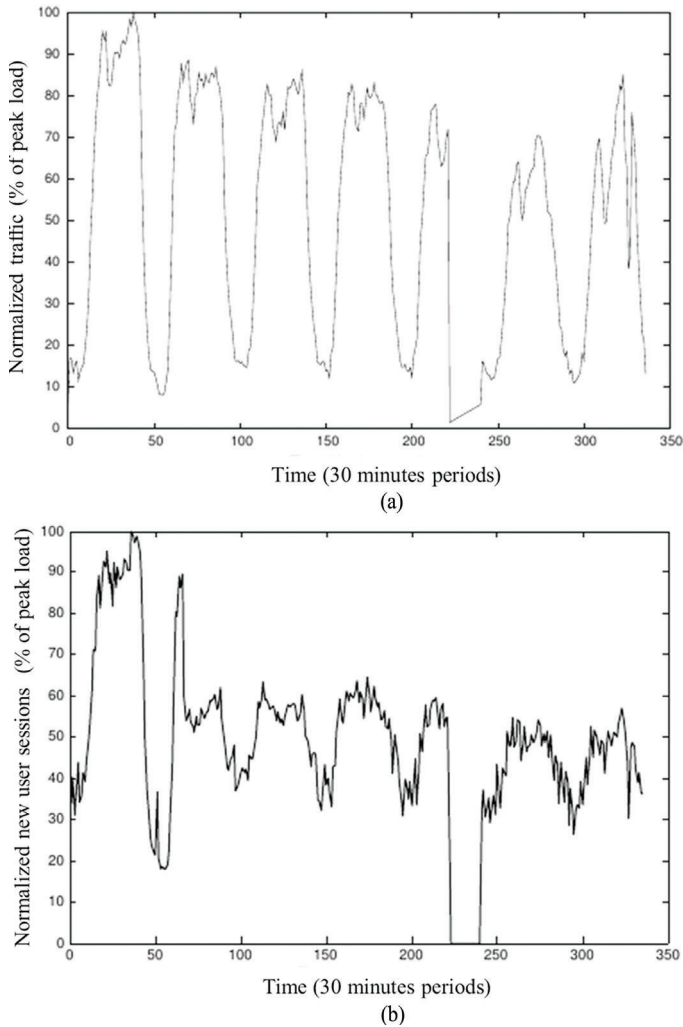 Normalized traffic (% of peak load)
100
90
80
70
60
50
40
30
20
10
0
0 50 100 150 200 250 300 350
Time (30 minutes periods)
(a)
Normalized new user sessions (% of peak load)
100
90
80
70
60
50
40
30
20
10
0
0 50 100 150 200 250 300 350
Time (30 minutes periods)
(b)